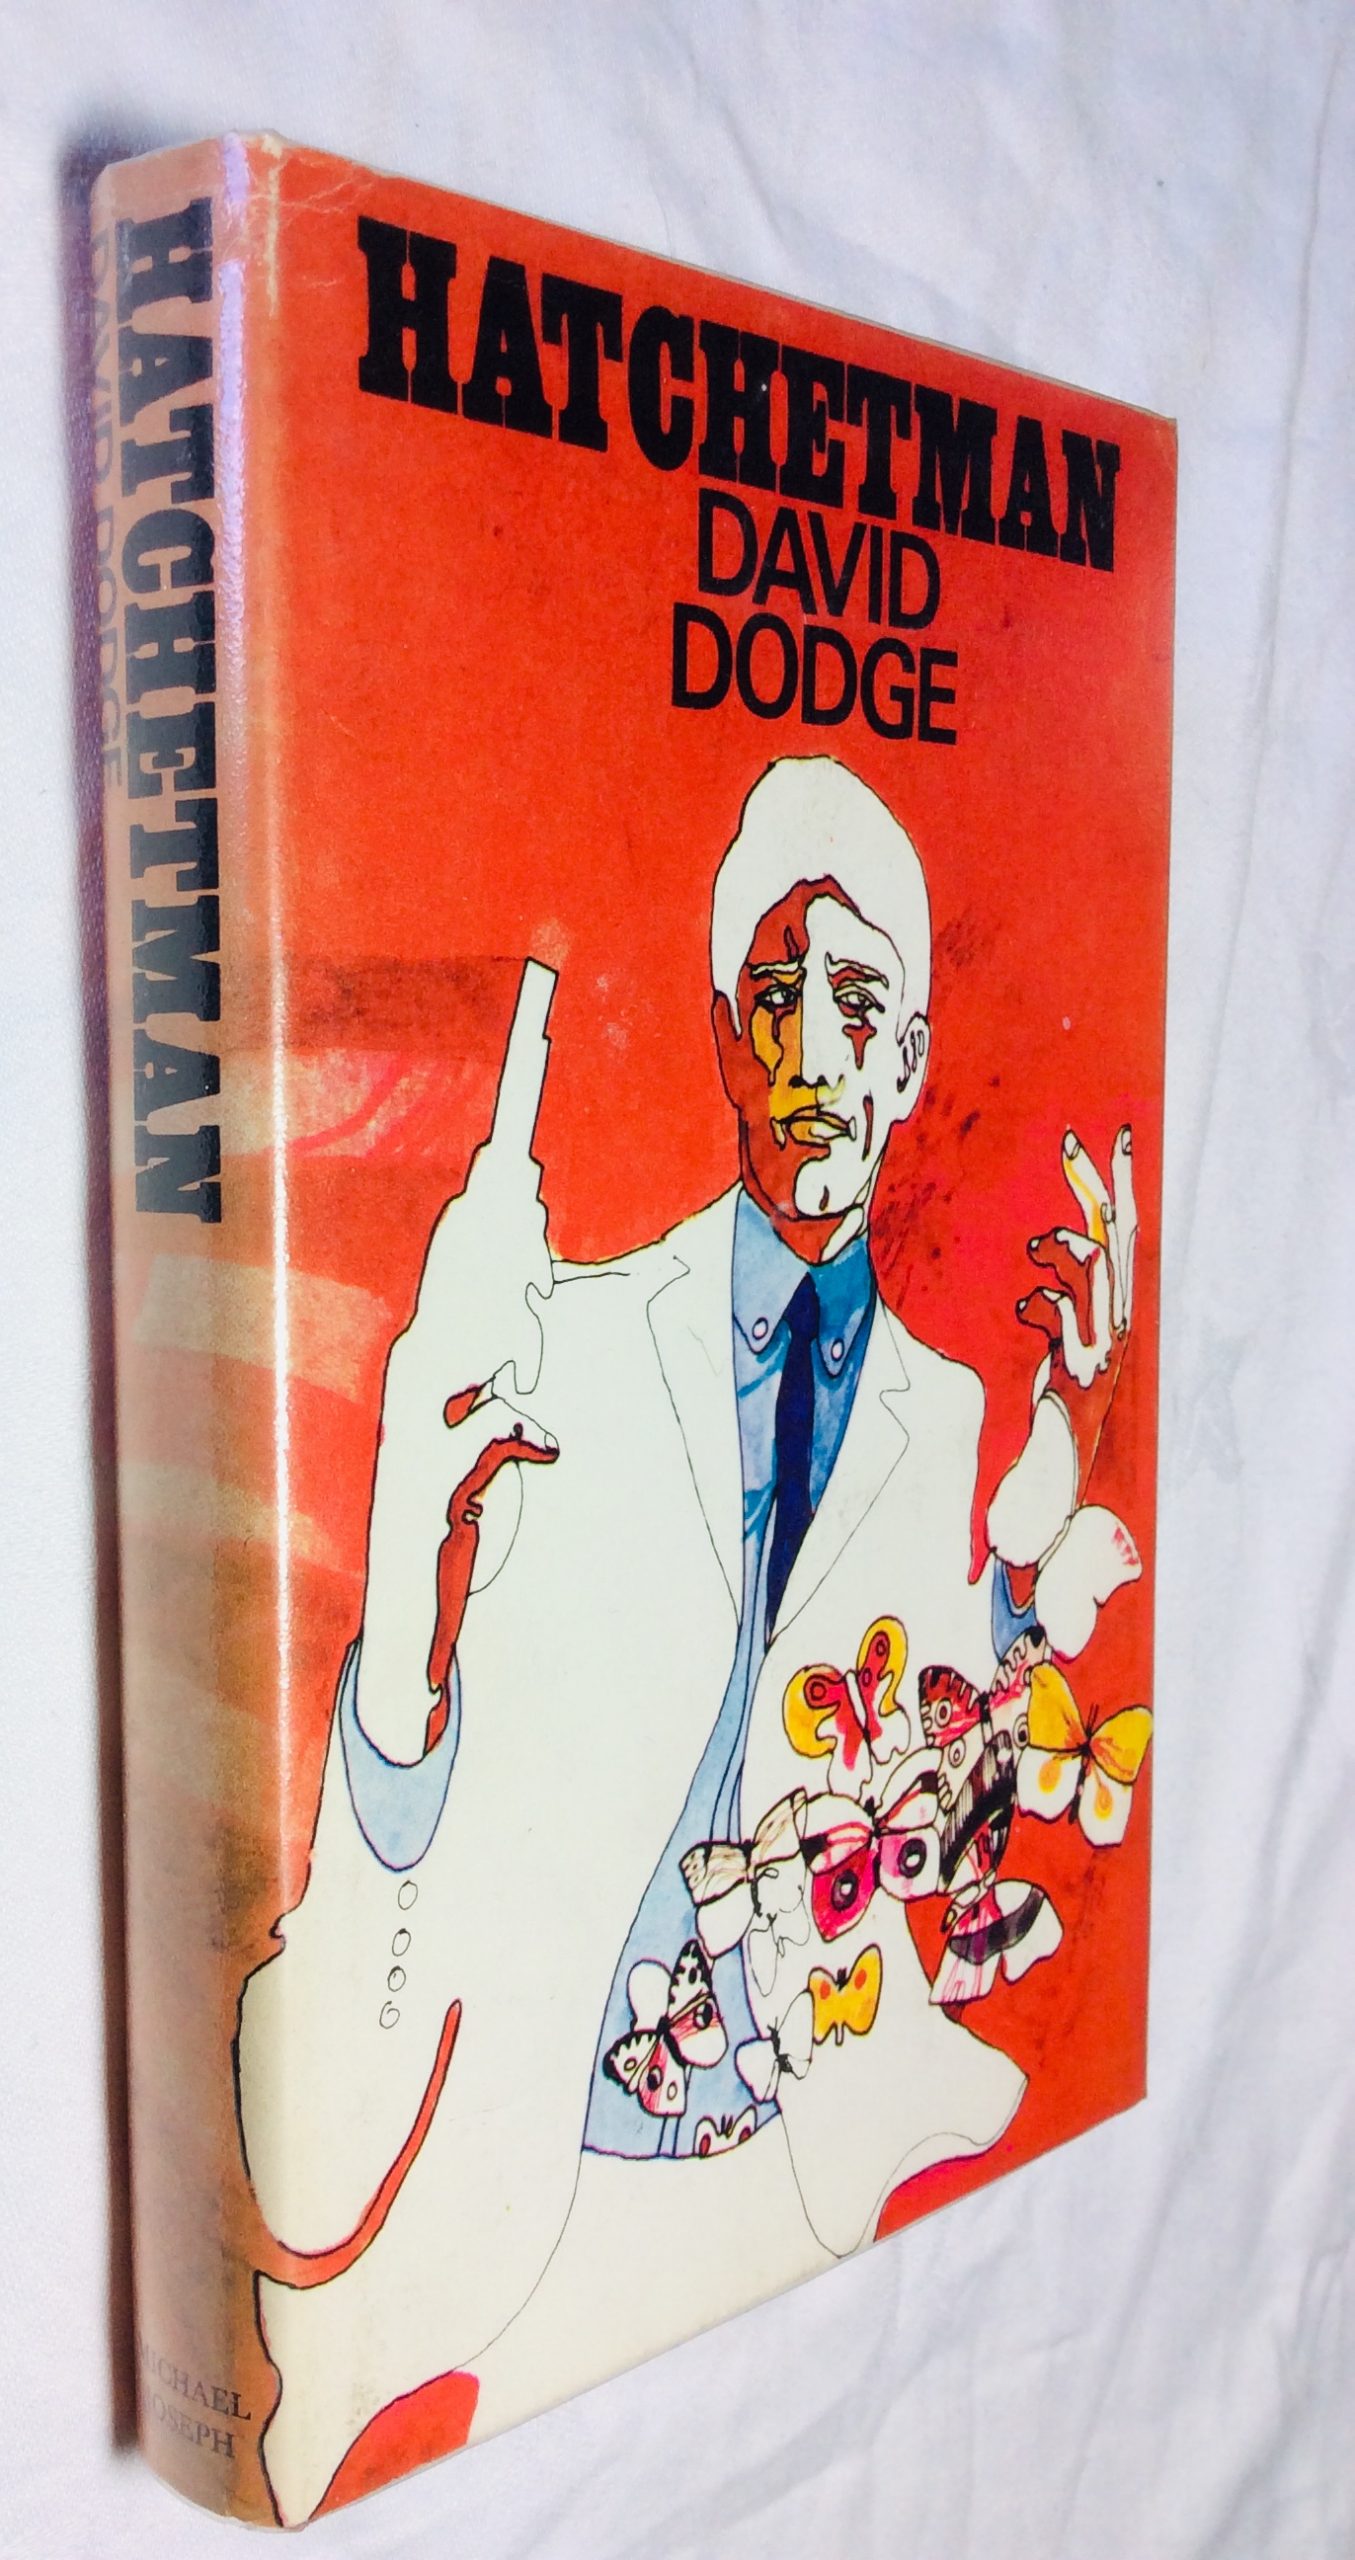 HATCHETMAN
DAVID
DODGE
HATCHETMAN
DAVID DODGE
MICHAEL
JOSEPH